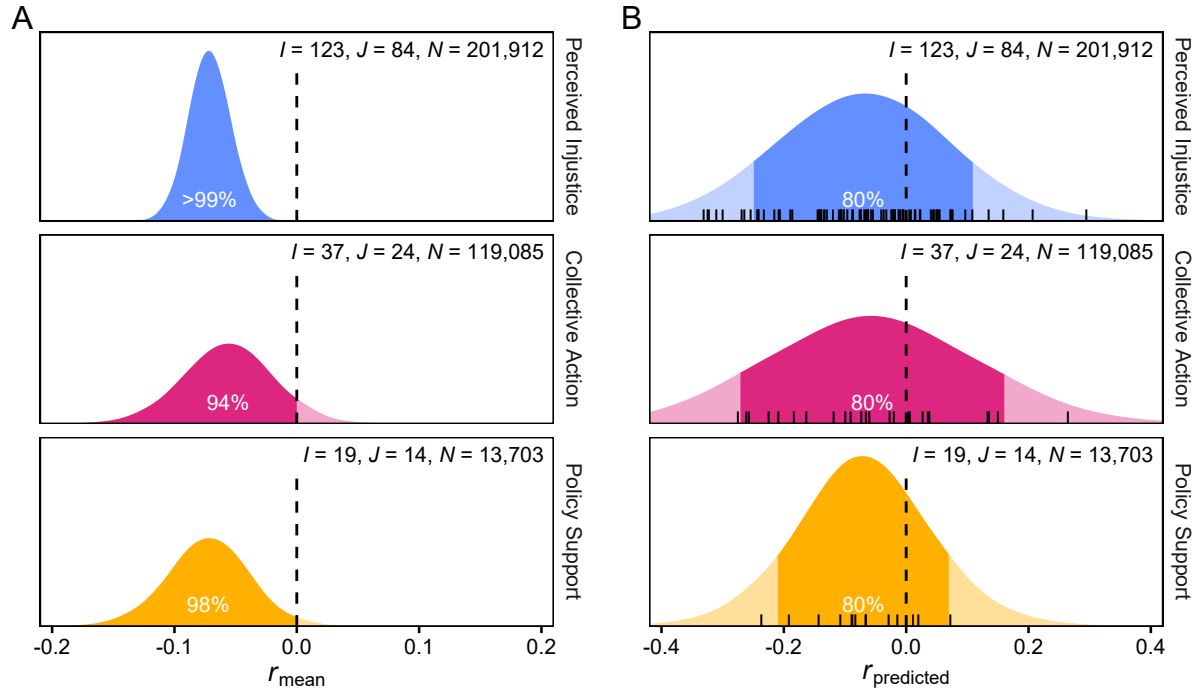 A
I = 123, J = 84, N = 201,912
>99%
Perceived Injustice
I = 37, J = 24, N = 119,085
94%
Collective Action
I = 19, J = 14, N = 13,703
98%
Policy Support
-0.2 -0.1 0.0 0.1 0.2
r mean
B
I = 123, J = 84, N = 201,912
80%
Perceived Injustice
I = 37, J = 24, N = 119,085
80%
Collective Action
I = 19, J = 14, N = 13,703
80%
Policy Support
-0.4 -0.2 0.0 0.2 0.4
r predicted